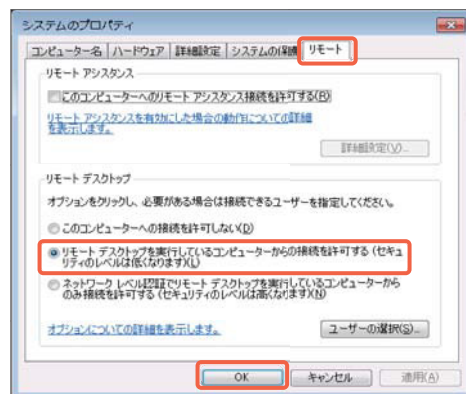 システムのプロパティ
コンピューター名 ハードウェア 詳細設定 システムの保護 リモート
リモート アシスタンス
このコンピューターへのリモート アシスタンス接続を許可する(R)
リモート アシスタンスを有効にした場合の動作についての詳細
を表示します。
詳細設定(V)...
リモート デスクトップ
オプションをクリックし、必要がある場合は接続できるユーザーを指定してください。
このコンピューターへの接続を許可しない(D)
リモート デスクトップを実行しているコンピューターからの接続を許可する (セキュ
リティのレベルは低くなります)(L)
ネットワーク レベル認証でリモート デスクトップを実行しているコンピューターから
のみ接続を許可する (セキュリティのレベルは高くなります)(N)
オプションについての詳細を表示します。
ユーザーの選択(S)...
OK キャンセル 適用(A)